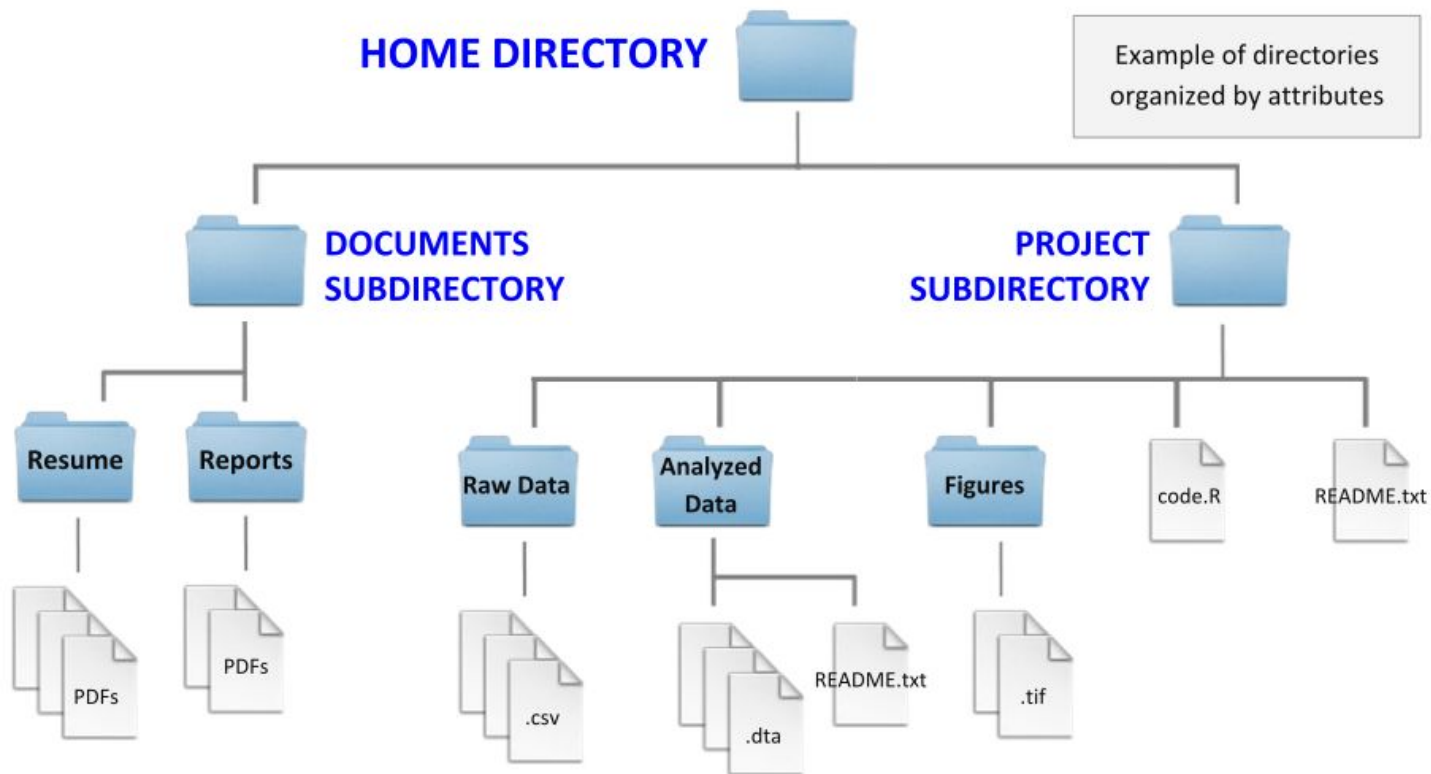 HOME DIRECTORY
Example of directories
organized by attributes
DOCUMENTS
SUBDIRECTORY
PROJECT
SUBDIRECTORY
Resume
Reports
Raw Data
Analyzed
Data
Figures
code.R
README.txt
PDFs
PDFs
.csv
.dta
README.txt
.tif